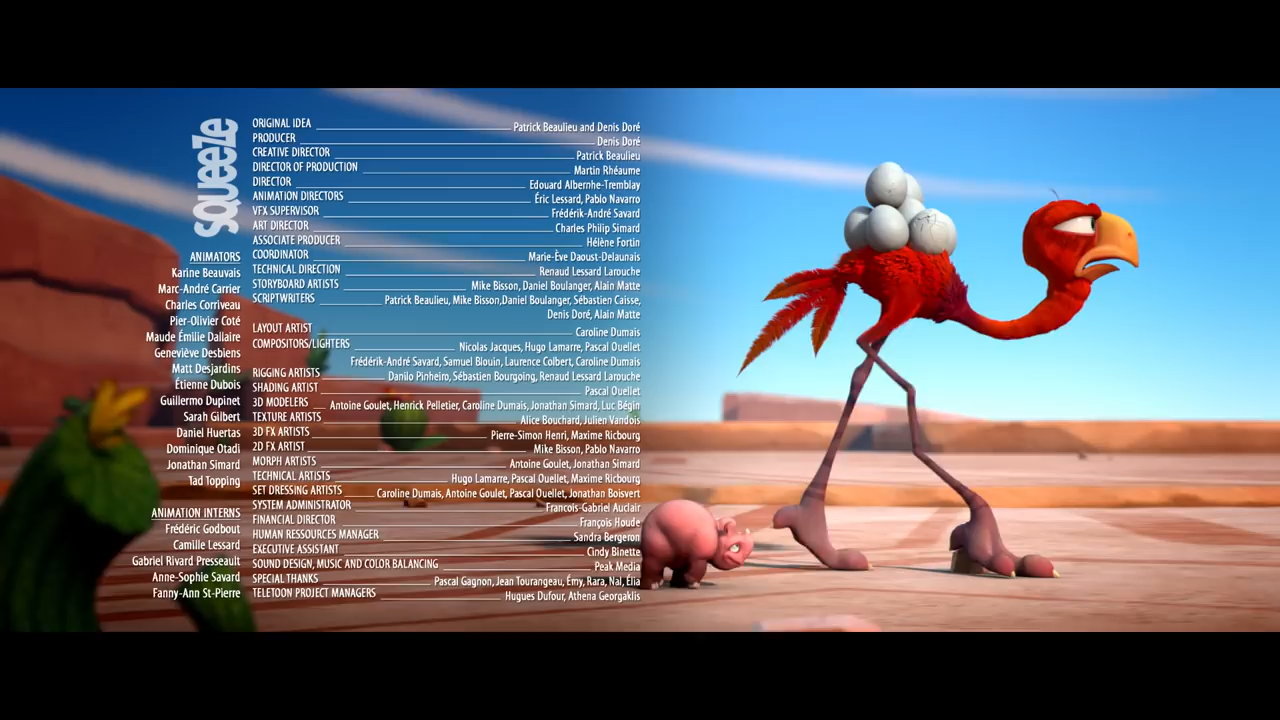 squeeze
ANIMATORS
Karine Beauvais
Marc-André Carrier
Charles Corriveau
Pier-Olivier Coté
Maude Émilie Dallaire
Geneviève Desbiens
Matt Desjardins
Étienne Dubois
Guillermo Dupinet
Sarah Gilbert
Daniel Huertas
Dominique Otadi
Jonathan Simard
Tad Topping
ANIMATION INTERNS
Frédéric Godbout
Camille Lessard
Gabriel Rivard Presseault
Anne-Sophie Savard
Fanny-Ann St-Pierre
ORIGINAL IDEA Patrick Beaulieu and Denis Doré
PRODUCER Denis Doré
CREATIVE DIRECTOR Patrick Beaulieu
DIRECTOR OF PRODUCTION Martin Rhéaume
DIRECTOR Edouard Albernhe-Tremblay
ANIMATION DIRECTORS Éric Lessard, Pablo Navarro
VFX SUPERVISOR Frédérik-André Savard
ART DIRECTOR Charles Philip Simard
ASSOCIATE PRODUCER Hélène Fortin
COORDINATOR Marie-Ève Daoust-Delaunais
TECHNICAL DIRECTION Renaud Lessard Larouche
STORYBOARD ARTISTS Mike Bisson, Daniel Boulanger, Alain Matte
SCRIPTWRITERS Patrick Beaulieu, Mike Bisson,Daniel Boulanger, Sébastien Caisse,
Denis Doré, Alain Matte
LAYOUT ARTIST Caroline Dumais
COMPOSITORS/LIGHTERS Nicolas Jacques, Hugo Lamarre, Pascal Ouellet
Frédérik-André Savard, Samuel Blouin, Laurence Colbert, Caroline Dumais
RIGGING ARTISTS Danilo Pinheiro, Sébastien Bourgoing, Renaud Lessard Larouche
SHADING ARTIST Pascal Ouellet
3D MODELERS Antoine Goulet, Henrick Pelletier, Caroline Dumais, Jonathan Simard, Luc Bégin
TEXTURE ARTISTS Alice Bouchard, Julien Vandois
3D FX ARTISTS Pierre-Simon Henri, Maxime Ricbourg
2D FX ARTIST Mike Bisson, Pablo Navarro
MORPH ARTISTS Antoine Goulet, Jonathan Simard
TECHNICAL ARTISTS Hugo Lamarre, Pascal Ouellet, Maxime Ricbourg
SET DRESSING ARTISTS Caroline Dumais, Antoine Goulet, Pascal Ouellet, Jonathan Boisvert
SYSTEM ADMINISTRATOR Francois-Gabriel Auclair
FINANCIAL DIRECTOR François Houde
HUMAN RESSOURCES MANAGER Sandra Bergeron
EXECUTIVE ASSISTANT Cindy Binette
SOUND DESIGN, MUSIC AND COLOR BALANCING Peak Media
SPECIAL THANKS Pascal Gagnon, Jean Tourangeau, Émy, Rara, Nal, Élia
TELETOON PROJECT MANAGERS Hugues Dufour, Athena Georgaklis